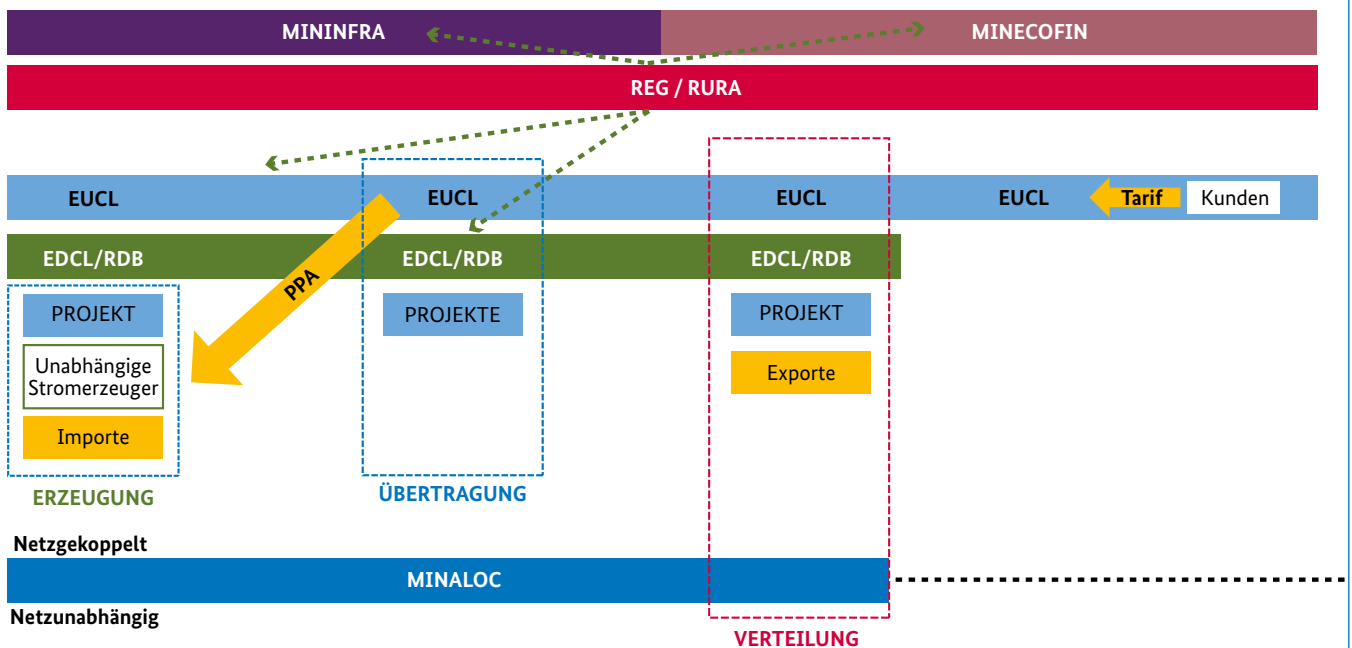 MININFRA
MINECOFIN
REG / RURA
EUCL
EUCL
EUCL
EUCL
Tarif
Kunden
EDCL/RDB
EDCL/RDB
EDCL/RDB
PPA
PROJEKT
PROJEKTE
PROJEKT
Unabhängige
Stromerzeuger
Exporte
Importe
ERZEUGUNG
ÜBERTRAGUNG
Netzgekoppelt
MINALOC
Netzunabhängig
VERTEILUNG